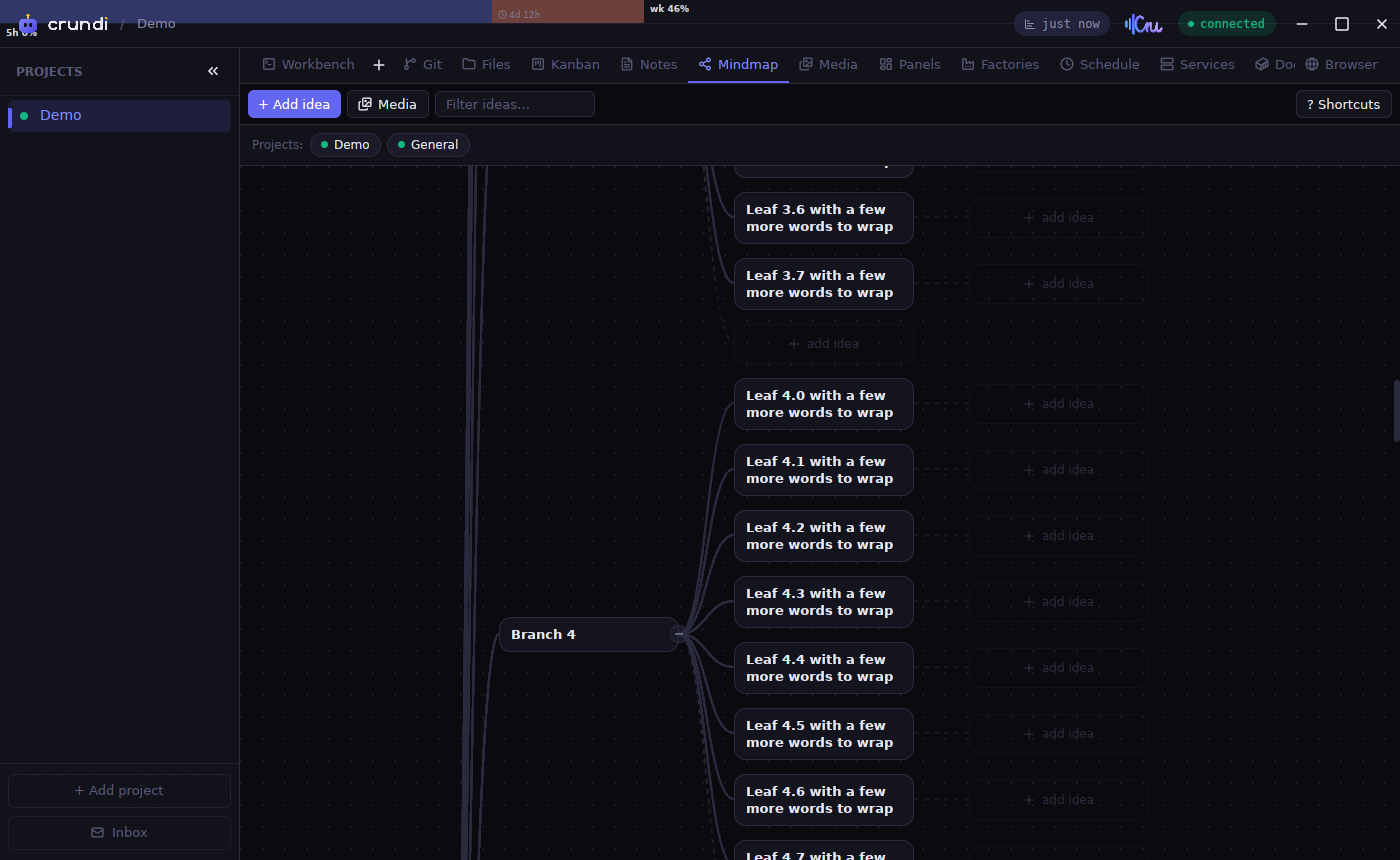 5h 0%
4d 12h
wk 46%
crundi / Demo
just now
Cru
connected
PROJECTS
Workbench
Git
Files
Kanban
Notes
Mindmap
Media
Panels
Factories
Schedule
Services
Browser
Demo
+ Add idea
Media
Filter ideas...
? Shortcuts
Projects:
Demo
General
Leaf 3.6 with a few
more words to wrap
+ add idea
Leaf 3.7 with a few
more words to wrap
+ add idea
+ add idea
Leaf 4.0 with a few
more words to wrap
+ add idea
Leaf 4.1 with a few
more words to wrap
+ add idea
Leaf 4.2 with a few
more words to wrap
+ add idea
Leaf 4.3 with a few
more words to wrap
+ add idea
Branch 4
Leaf 4.4 with a few
more words to wrap
+ add idea
Leaf 4.5 with a few
more words to wrap
+ add idea
Leaf 4.6 with a few
more words to wrap
+ add idea
Leaf 4.7 with a few
+ Add project
Inbox